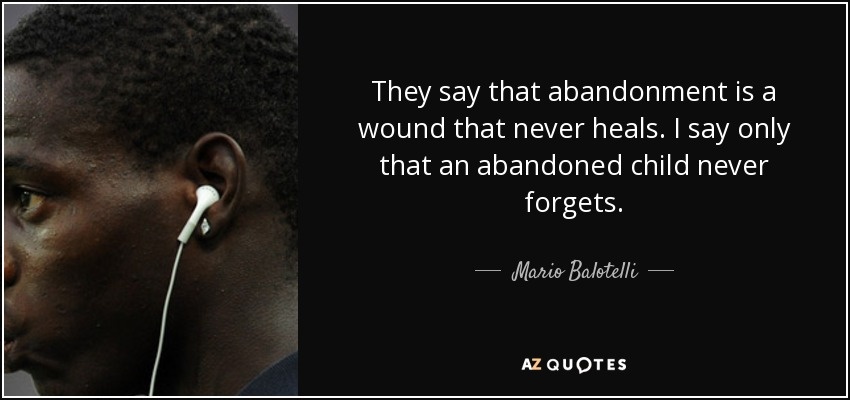 They say that abandonment is a
wound that never heals. I say only
that an abandoned child never
forgets.
Mario Balotelli
AZ QUOTES